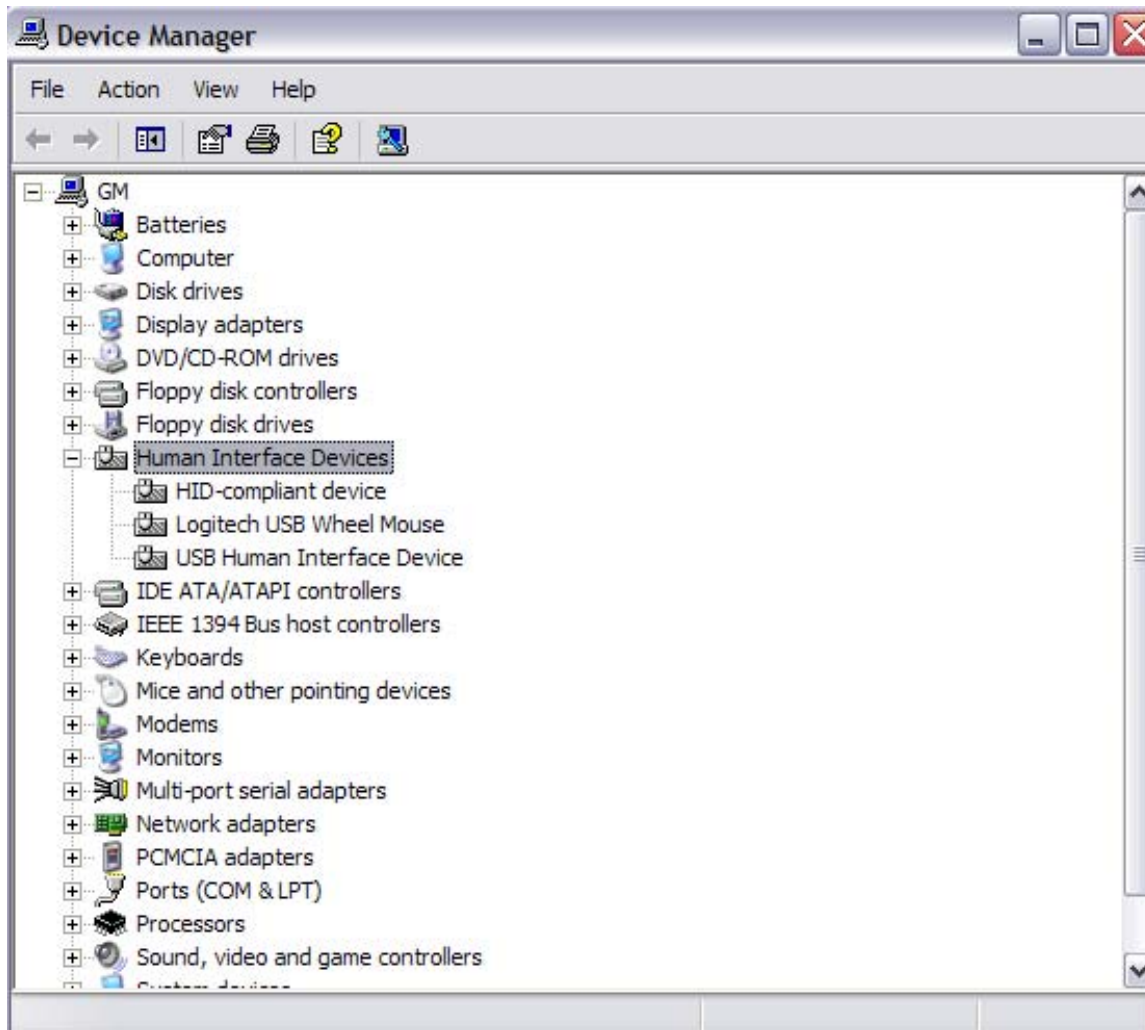 Device Manager
File Action View Help
GM
Batteries
Computer
Disk drives
Display adapters
DVD/CD-ROM drives
Floppy disk controllers
Floppy disk drives
Human Interface Devices
HID-compliant device
Logitech USB Wheel Mouse
USB Human Interface Device
IDE ATA/ATAPI controllers
IEEE 1394 Bus host controllers
Keyboards
Mice and other pointing devices
Modems
Monitors
Multi-port serial adapters
Network adapters
PCMCIA adapters
Ports (COM & LPT)
Processors
Sound, video and game controllers
System devices